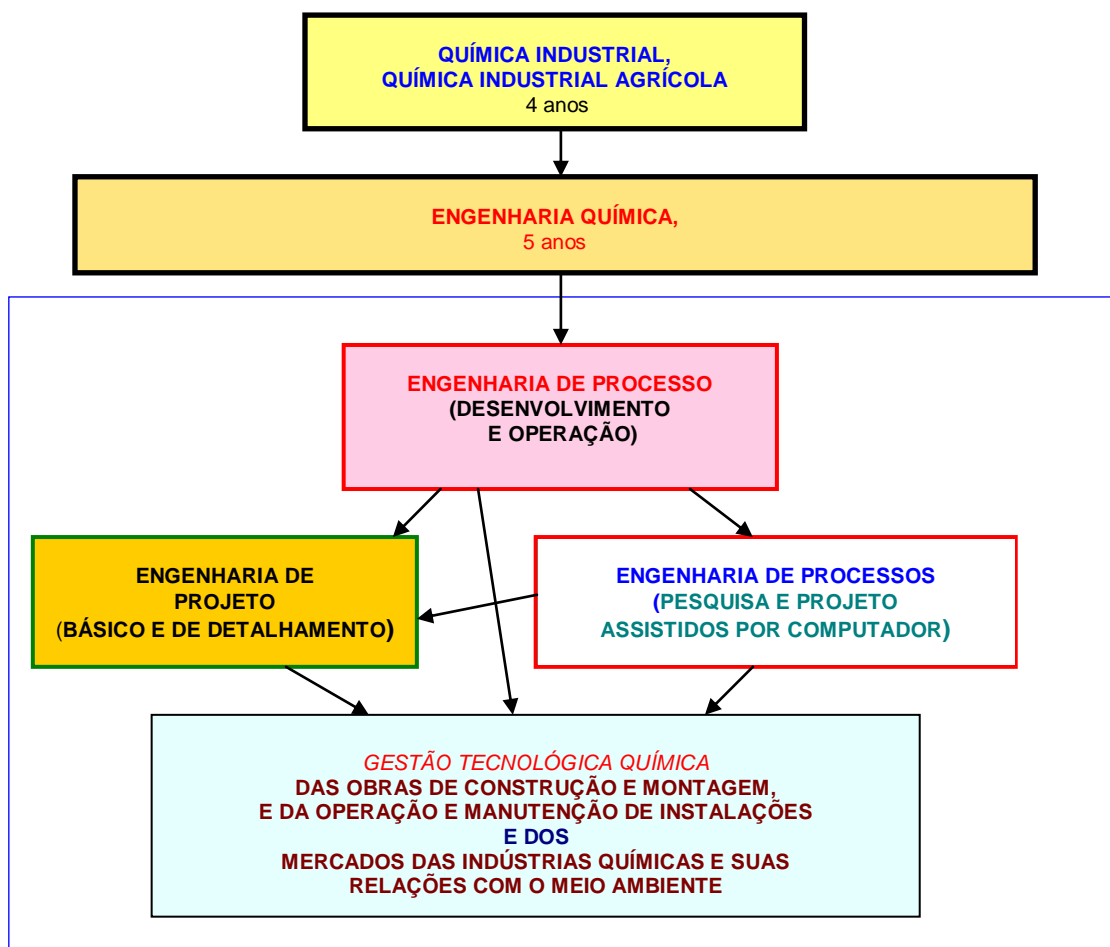 QUÍMICA INDUSTRIAL,
QUÍMICA INDUSTRIAL AGRÍCOLA
4 anos
ENGENHARIA QUÍMICA,
5 anos
ENGENHARIA DE PROCESSO
(DESENVOLVIMENTO
E OPERAÇÃO)
ENGENHARIA DE
PROJETO
(BÁSICO E DE DETALHAMENTO)
ENGENHARIA DE PROCESSOS
(PESQUISA E PROJETO
ASSISTIDOS POR COMPUTADOR)
GESTÃO TECNOLÓGICA QUÍMICA
DAS OBRAS DE CONSTRUÇÃO E MONTAGEM,
E DA OPERAÇÃO E MANUTENÇÃO DE INSTALAÇÕES
E DOS
MERCADOS DAS INDÚSTRIAS QUÍMICAS E SUAS
RELAÇÕES COM O MEIO AMBIENTE